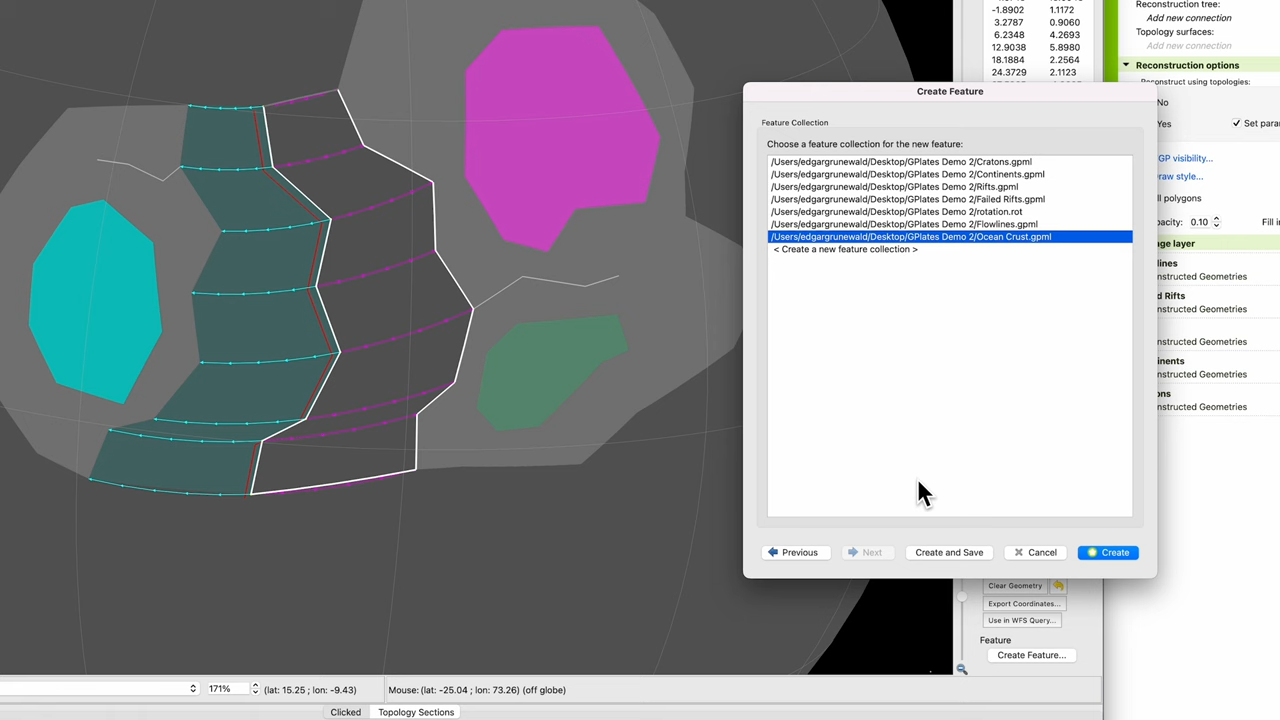 -1.8902 1.1172
3.2787 0.9060
6.2348 4.2693
12.9038 5.8980
18.1884 2.2564
24.3729 2.1123
Reconstruction tree:
Add new connection
Topology surfaces:
Add new connection
Reconstruction options
Reconstruct using topologies:
No
Yes
Set para
GP visibility...
raw style...
ll polygons
pacity: 0.10
Fill in
nge layer
lines
nstructed Geometries
d Rifts
nstructed Geometries
nstructed Geometries
inents
nstructed Geometries
ons
nstructed Geometries
Create Feature
Feature Collection
Choose a feature collection for the new feature:
/Users/edgargrunewald/Desktop/GPlates Demo 2/Cratons.gpml
/Users/edgargrunewald/Desktop/GPlates Demo 2/Continents.gpml
/Users/edgargrunewald/Desktop/GPlates Demo 2/Rifts.gpml
/Users/edgargrunewald/Desktop/GPlates Demo 2/Failed Rifts.gpml
/Users/edgargrunewald/Desktop/GPlates Demo 2/rotation.rot
/Users/edgargrunewald/Desktop/GPlates Demo 2/Flowlines.gpml
/Users/edgargrunewald/Desktop/GPlates Demo 2/Ocean Crust.gpml
< Create a new feature collection >
Previous
Next
Create and Save
Cancel
Create
Clear Geometry
Export Coordinates...
Use in WFS Query...
Feature
Create Feature...
171%
(lat: 15.25 ; lon: -9.43)
Mouse: (lat: -25.04 ; lon: 73.26) (off globe)
Clicked
Topology Sections